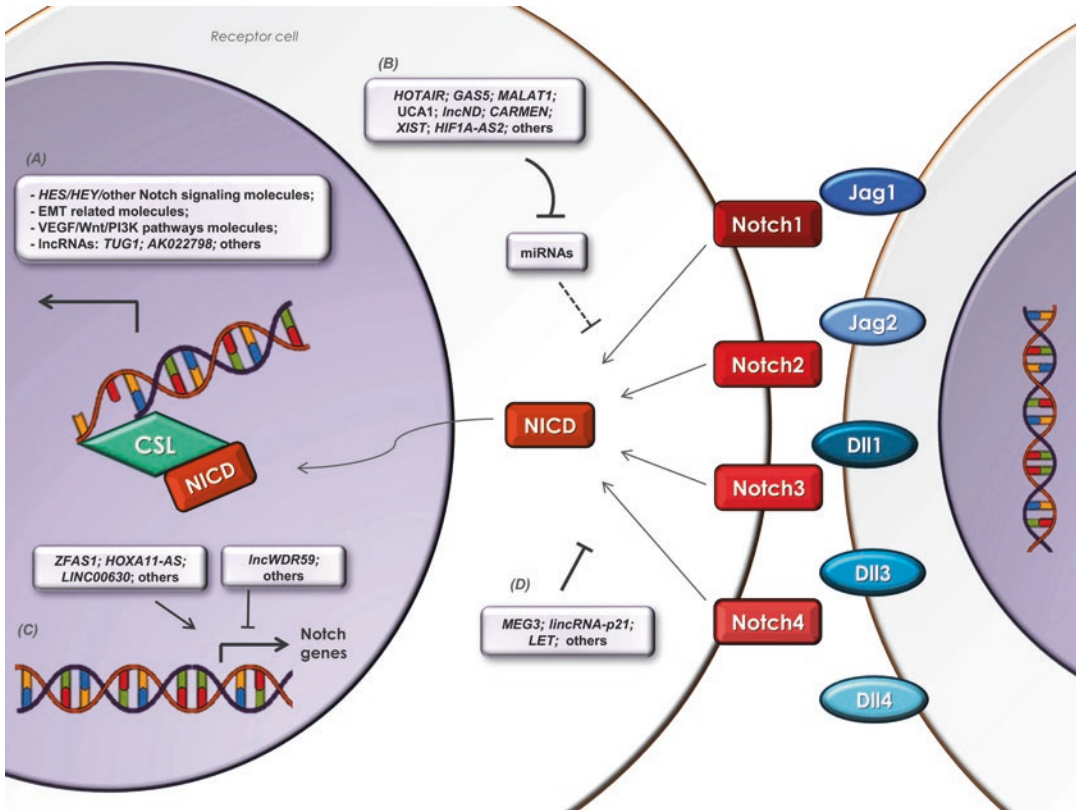 Receptor cell
(B)
HOTAIR; GAS5; MALAT1;
UCA1; lncND; CARMEN;
XIST; HIF1A-AS2; others
miRNAs
(A)
- HES/HEY/other Notch signaling molecules;
- EMT related molecules;
- VEGF/Wnt/PI3K pathways molecules;
- lncRNAs: TUG1; AK022798; others
CSL
NICD
NICD
Notch1
Notch2
Notch3
Notch4
Jag1
Jag2
Dll1
Dll3
Dll4
ZFAS1; HOXA11-AS;
LINC00630; others
lncWDR59;
others
(C)
Notch
genes
(D)
MEG3; lincRNA-p21;
LET; others